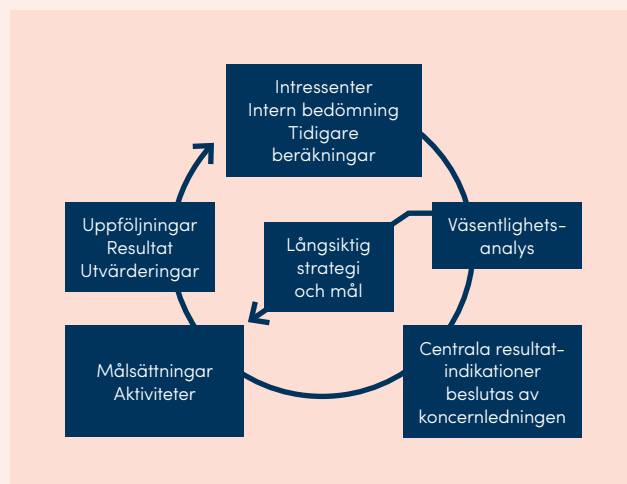 Intressenter
Intern bedömning
Tidigare
beräkningar
Väsentlighets-
analys
Centrala resultat-
indikationer
beslutas av
koncernledningen
Målsättningar
Aktiviteter
Uppföljningar
Resultat
Utvärderingar
Långsiktig
strategi
och mål